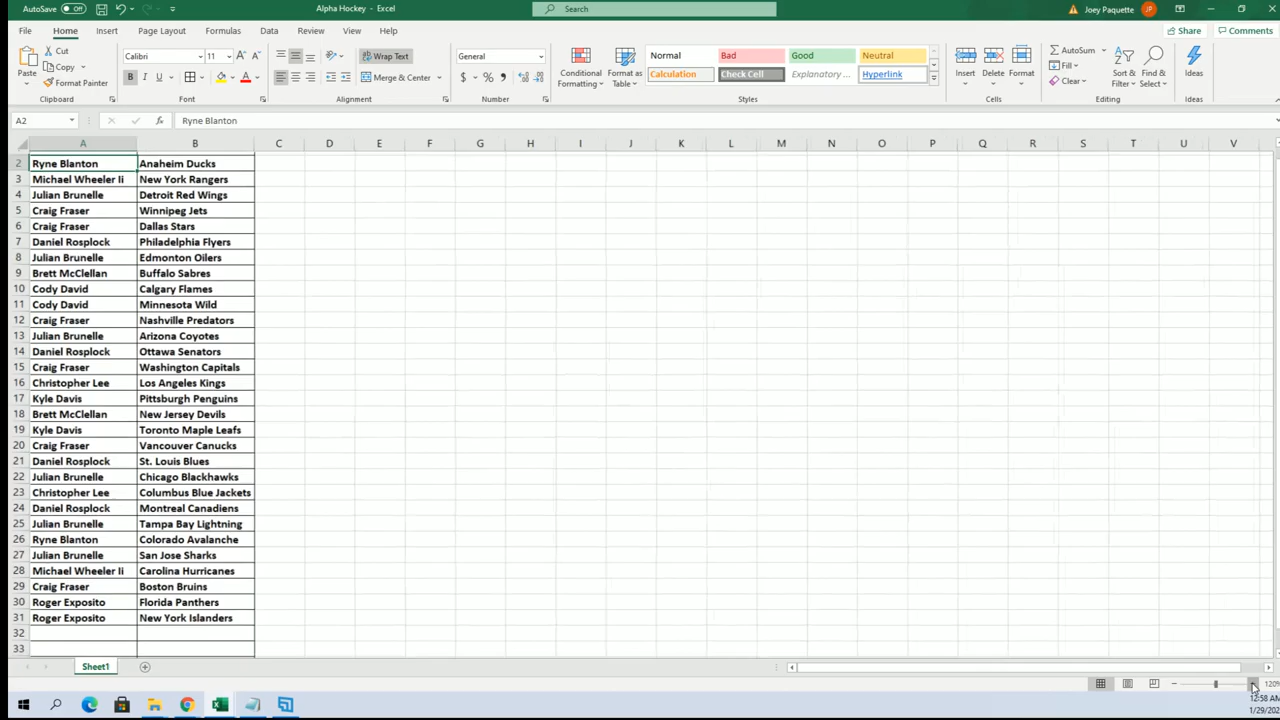 AutoSave Off Alpha Hockey - Excel Search Joey Paquette JP
File Home Insert Page Layout Formulas Data Review View Help Share Comments
Paste Cut Copy Format Painter Clipboard
Calibri 11 B I U A Font
Wrap Text Merge & Center Alignment
General $ % Number
Conditional Formatting Format as Table Normal Bad Good Neutral Calculation Check Cell Explanatory ... Hyperlink Styles
Insert Delete Format Cells
AutoSum Fill Clear Sort & Filter Find & Select Editing
Ideas Ideas
A2 fx Ryne Blanton
A B C D E F G H I J K L M N O P Q R S T U V
2 Ryne Blanton Anaheim Ducks
3 Michael Wheeler Ii New York Rangers
4 Julian Brunelle Detroit Red Wings
5 Craig Fraser Winnipeg Jets
6 Craig Fraser Dallas Stars
7 Daniel Rosplock Philadelphia Flyers
8 Julian Brunelle Edmonton Oilers
9 Brett McClellan Buffalo Sabres
10 Cody David Calgary Flames
11 Cody David Minnesota Wild
12 Craig Fraser Nashville Predators
13 Julian Brunelle Arizona Coyotes
14 Daniel Rosplock Ottawa Senators
15 Craig Fraser Washington Capitals
16 Christopher Lee Los Angeles Kings
17 Kyle Davis Pittsburgh Penguins
18 Brett McClellan New Jersey Devils
19 Kyle Davis Toronto Maple Leafs
20 Craig Fraser Vancouver Canucks
21 Daniel Rosplock St. Louis Blues
22 Julian Brunelle Chicago Blackhawks
23 Christopher Lee Columbus Blue Jackets
24 Daniel Rosplock Montreal Canadiens
25 Julian Brunelle Tampa Bay Lightning
26 Ryne Blanton Colorado Avalanche
27 Julian Brunelle San Jose Sharks
28 Michael Wheeler Ii Carolina Hurricanes
29 Craig Fraser Boston Bruins
30 Roger Exposito Florida Panthers
31 Roger Exposito New York Islanders
32
33
Sheet1
120%
12:58 AM
1/29/202